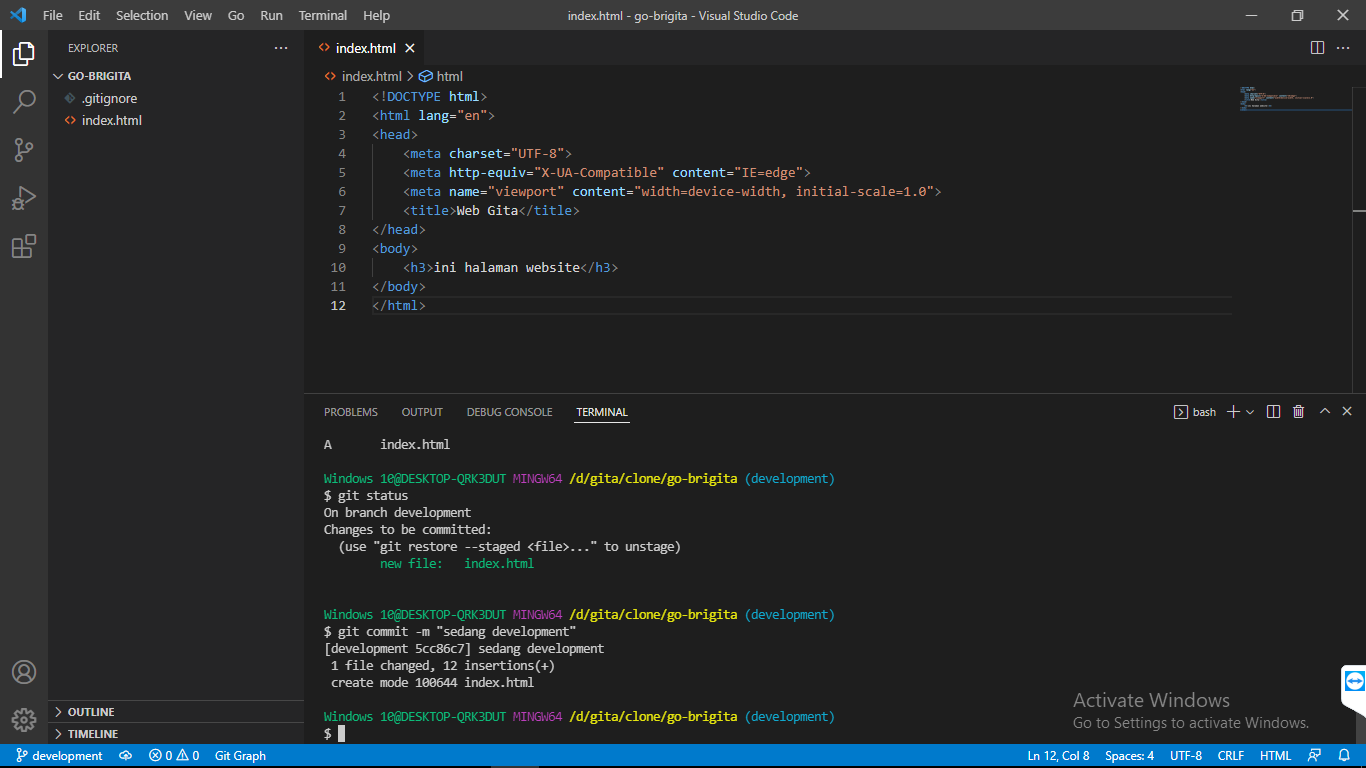 File Edit Selection View Go Run Terminal Help
index.html - go-brigita - Visual Studio Code
EXPLORER
GO-BRIGITA
.gitignore
index.html
OUTLINE
TIMELINE
index.html
index.html > html
1 <!DOCTYPE html>
2 <html lang="en">
3 <head>
4     <meta charset="UTF-8">
5     <meta http-equiv="X-UA-Compatible" content="IE=edge">
6     <meta name="viewport" content="width=device-width, initial-scale=1.0">
7     <title>Web Gita</title>
8 </head>
9 <body>
10     <h3>ini halaman website</h3>
11 </body>
12 </html>
PROBLEMS OUTPUT DEBUG CONSOLE TERMINAL
bash
A       index.html
Windows 10@DESKTOP-QRK3DUT MINGW64 /d/gita/clone/go-brigita (development)
$ git status
On branch development
Changes to be committed:
  (use "git restore --staged <file>..." to unstage)
        new file:   index.html
Windows 10@DESKTOP-QRK3DUT MINGW64 /d/gita/clone/go-brigita (development)
$ git commit -m "sedang development"
[development 5cc86c7] sedang development
 1 file changed, 12 insertions(+)
 create mode 100644 index.html
Windows 10@DESKTOP-QRK3DUT MINGW64 /d/gita/clone/go-brigita (development)
$
Activate Windows
Go to Settings to activate Windows.
development 0 0 Git Graph
Ln 12, Col 8 Spaces: 4 UTF-8 CRLF HTML